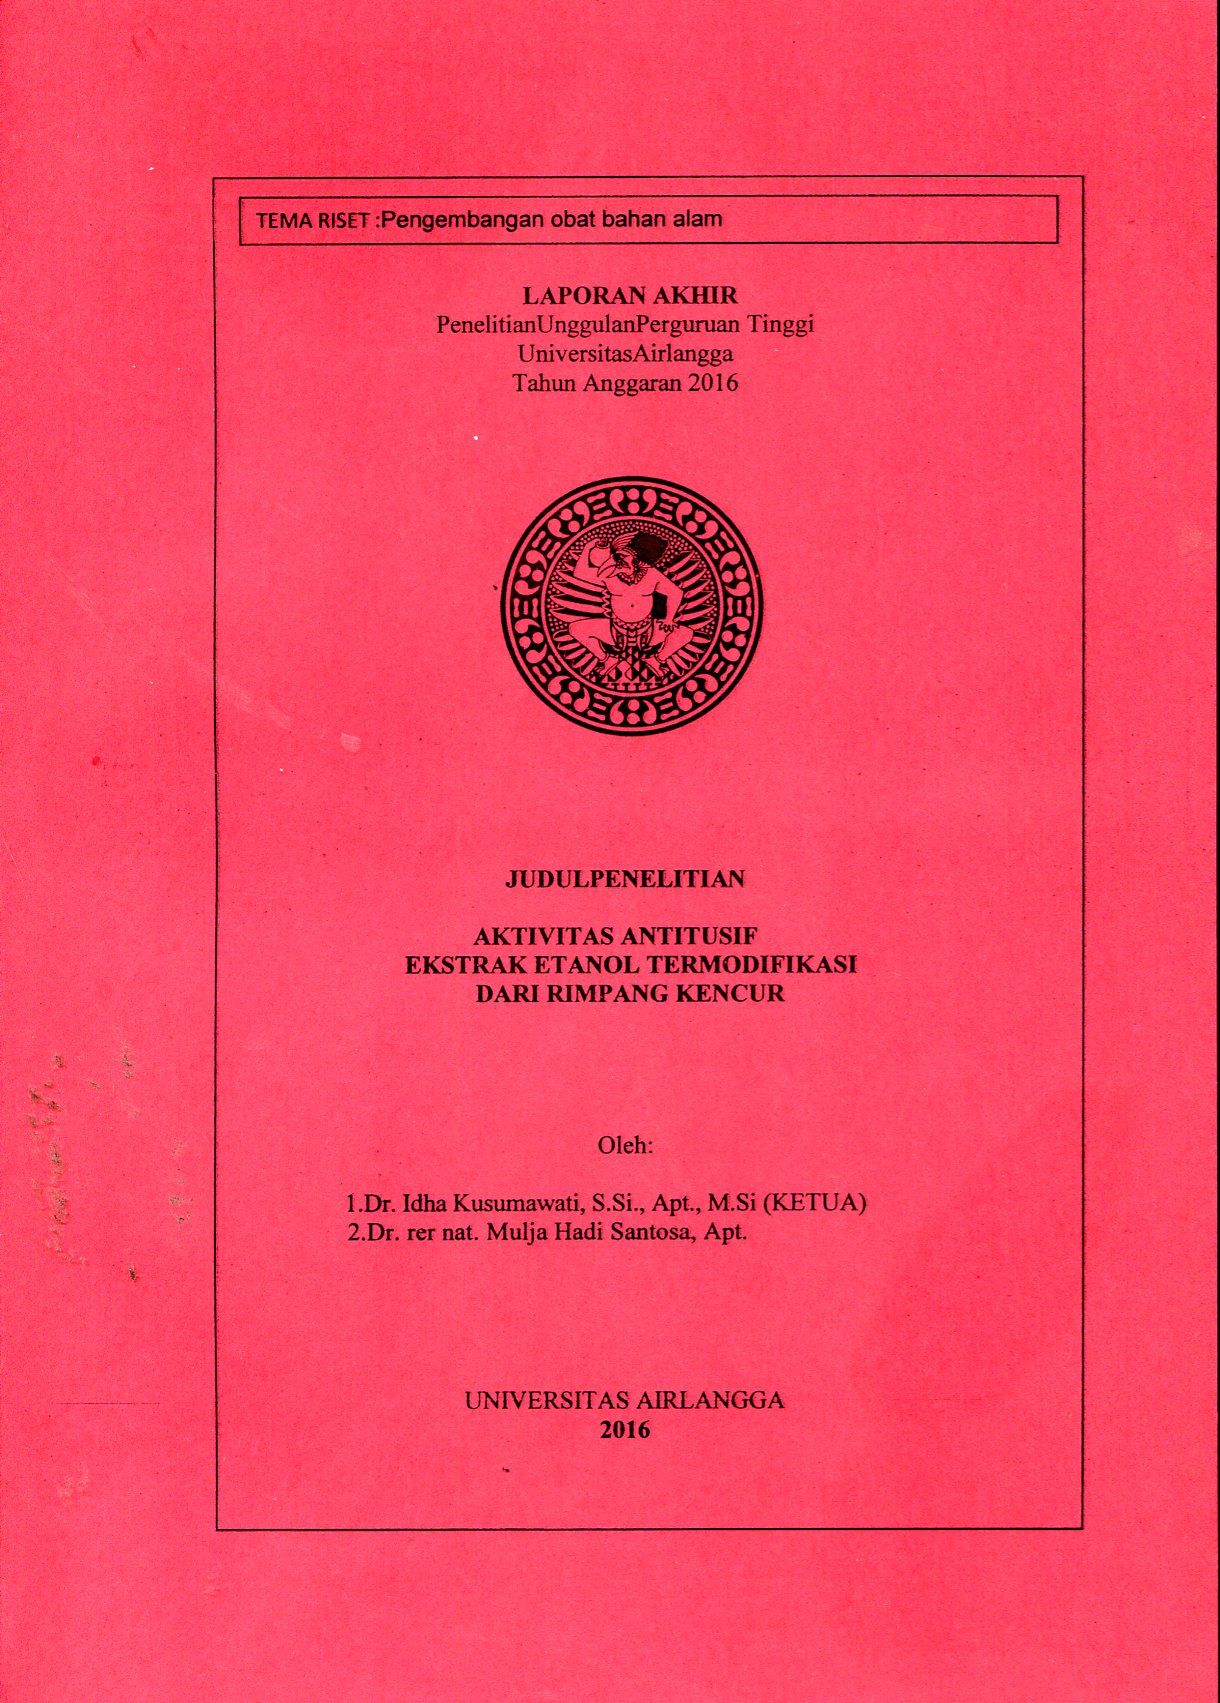 TEMA RISET :Pengembangan obat bahan alam
LAPORAN AKHIR
PenelitianUnggulanPerguruan Tinggi
UniversitasAirlangga
Tahun Anggaran 2016
JUDULPENELITIAN
AKTIVITAS ANTITUSIF
EKSTRAK ETANOL TERMODIFIKASI
DARI RIMPANG KENCUR
Oleh:
1.Dr. Idha Kusumawati, S.Si., Apt., M.Si (KETUA)
2.Dr. rer nat. Mulja Hadi Santosa, Apt.
UNIVERSITAS AIRLANGGA
2016